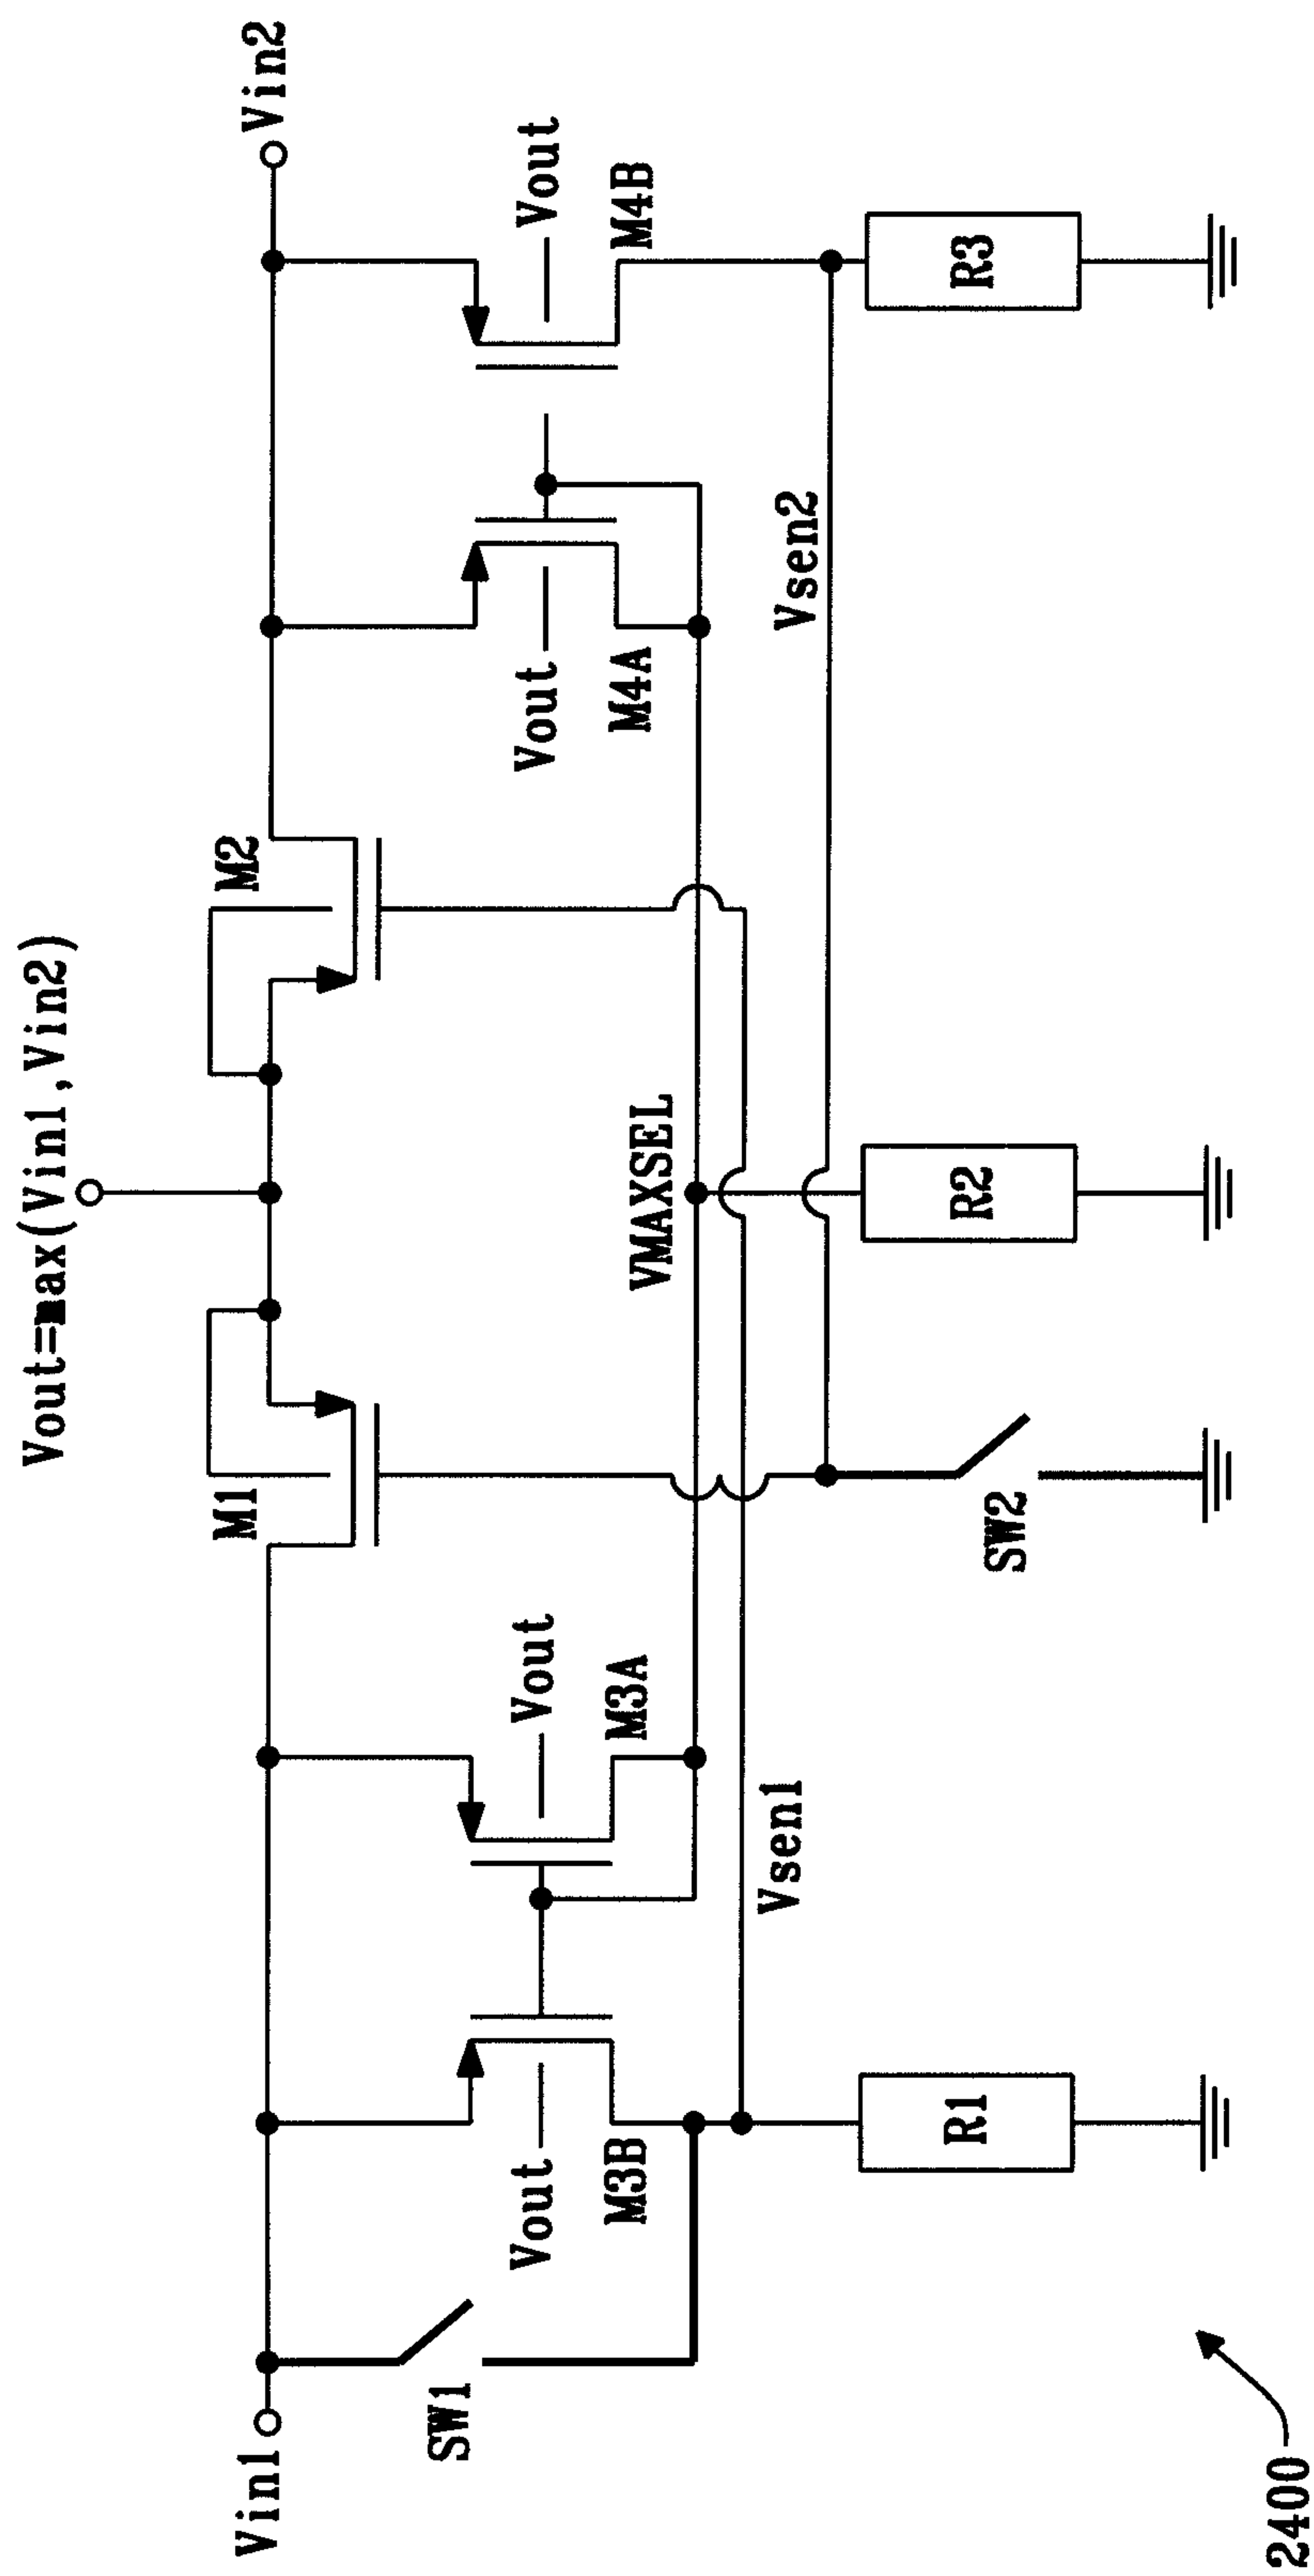 Vout=max(Vin1,Vin2)
Vin1
M1
M2
Vin2
SW1
Vout
M3B
Vout
M3A
Vout
M4A
Vout
M4B
VMAXSEL
Vsen1
Vsen2
R1
SW2
R2
R3
2400